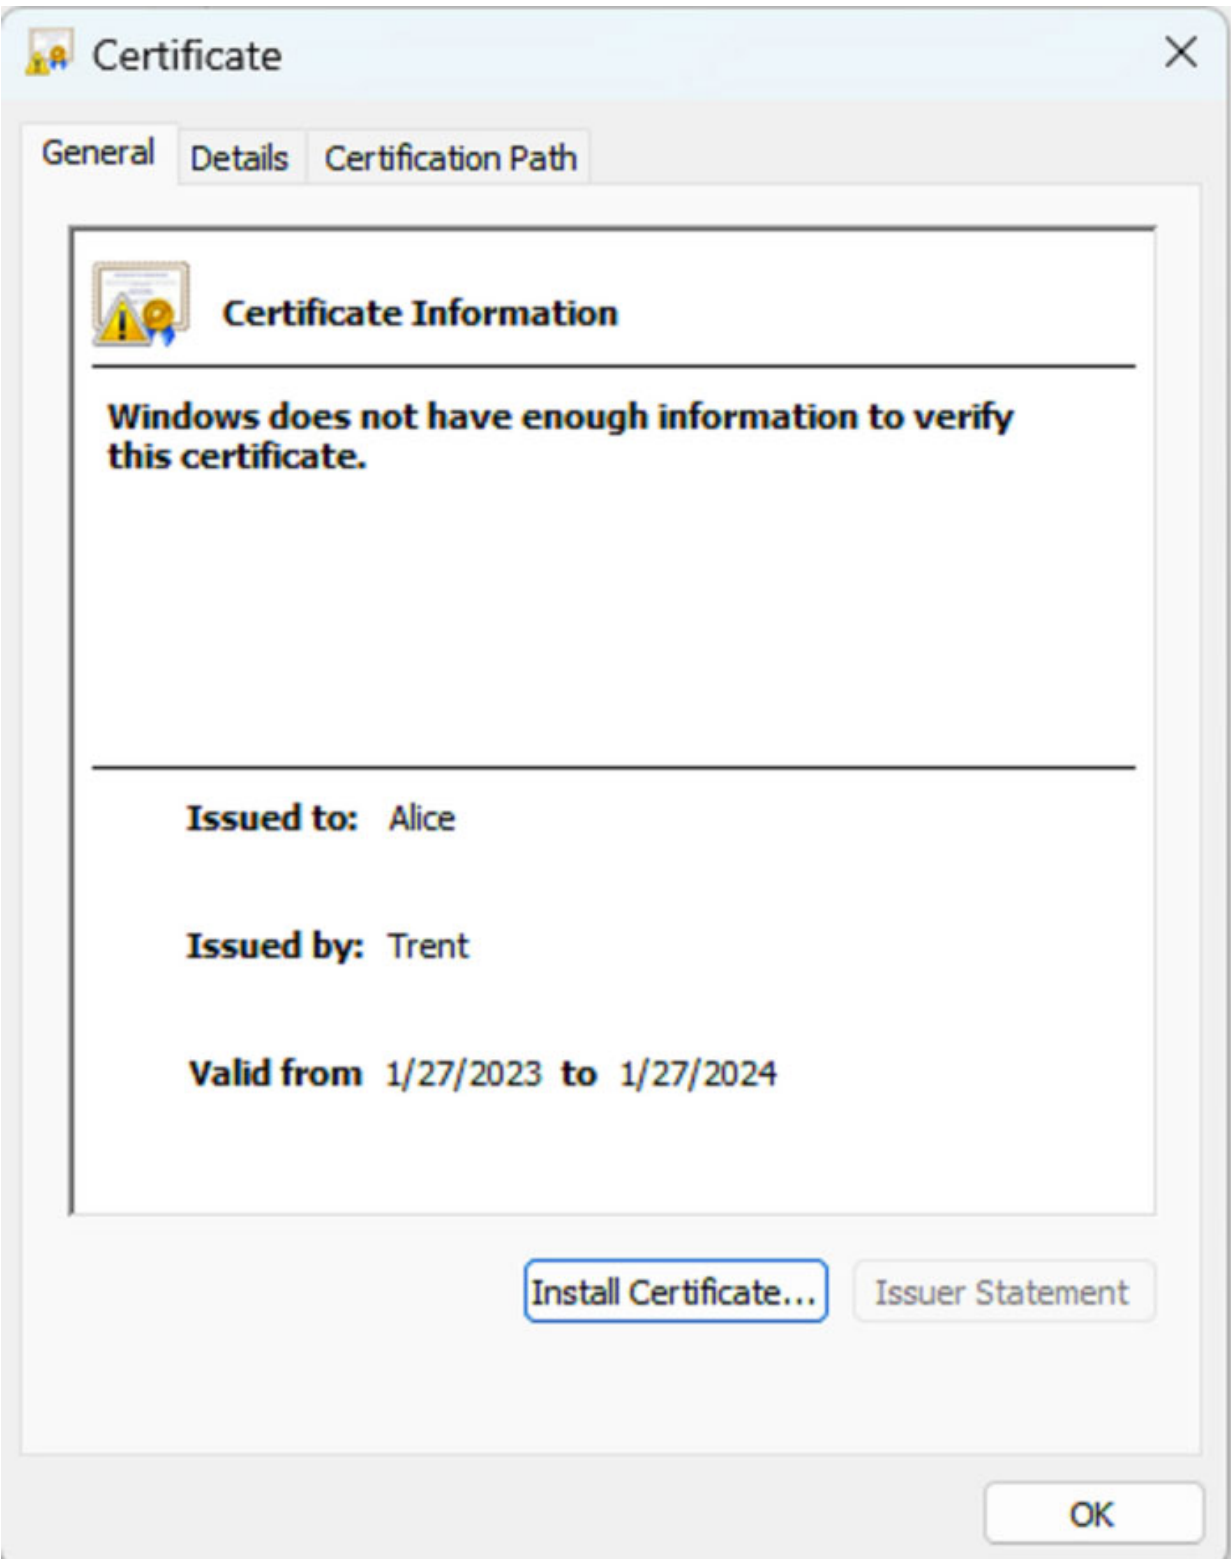 Certificate
General Details Certification Path
Certificate Information
Windows does not have enough information to verify
this certificate.
Issued to: Alice
Issued by: Trent
Valid from 1/27/2023 to 1/27/2024
Install Certificate... Issuer Statement
OK